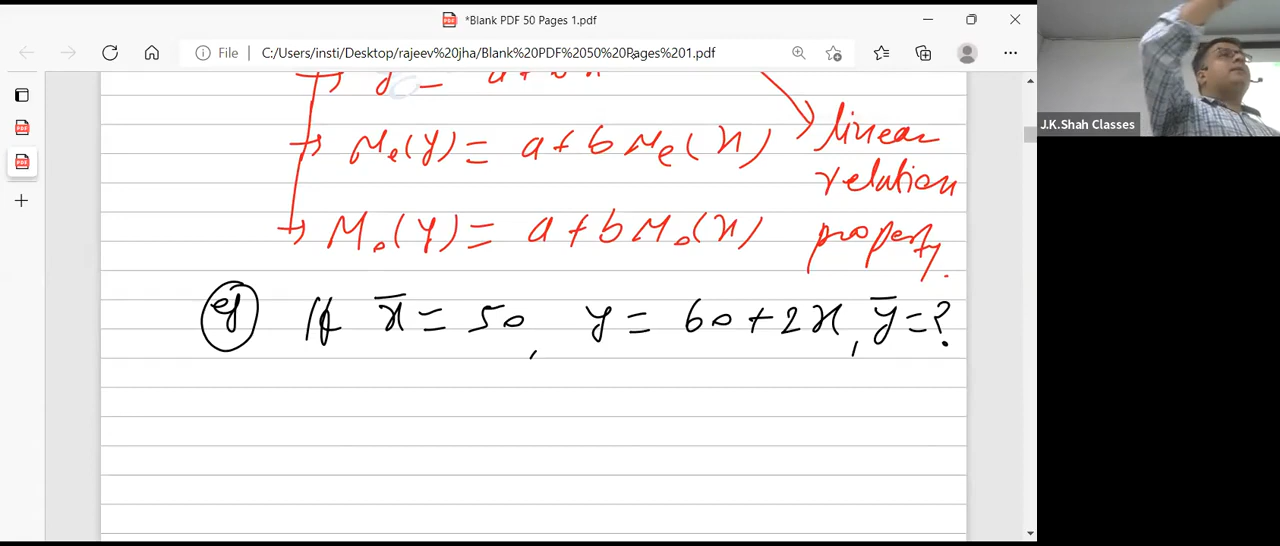 *Blank PDF 50 Pages 1.pdf
File C:/Users/insti/Desktop/rajeev%20jha/Blank%20PDF%2050%20Pages%201.pdf
J.K.Shah Classes
Me(y) = a + b Me(x) linear
relation
Mo(y) = a + b Mo(x) property.
eg If x̄ = 50, y = 60 + 2x, ȳ = ?